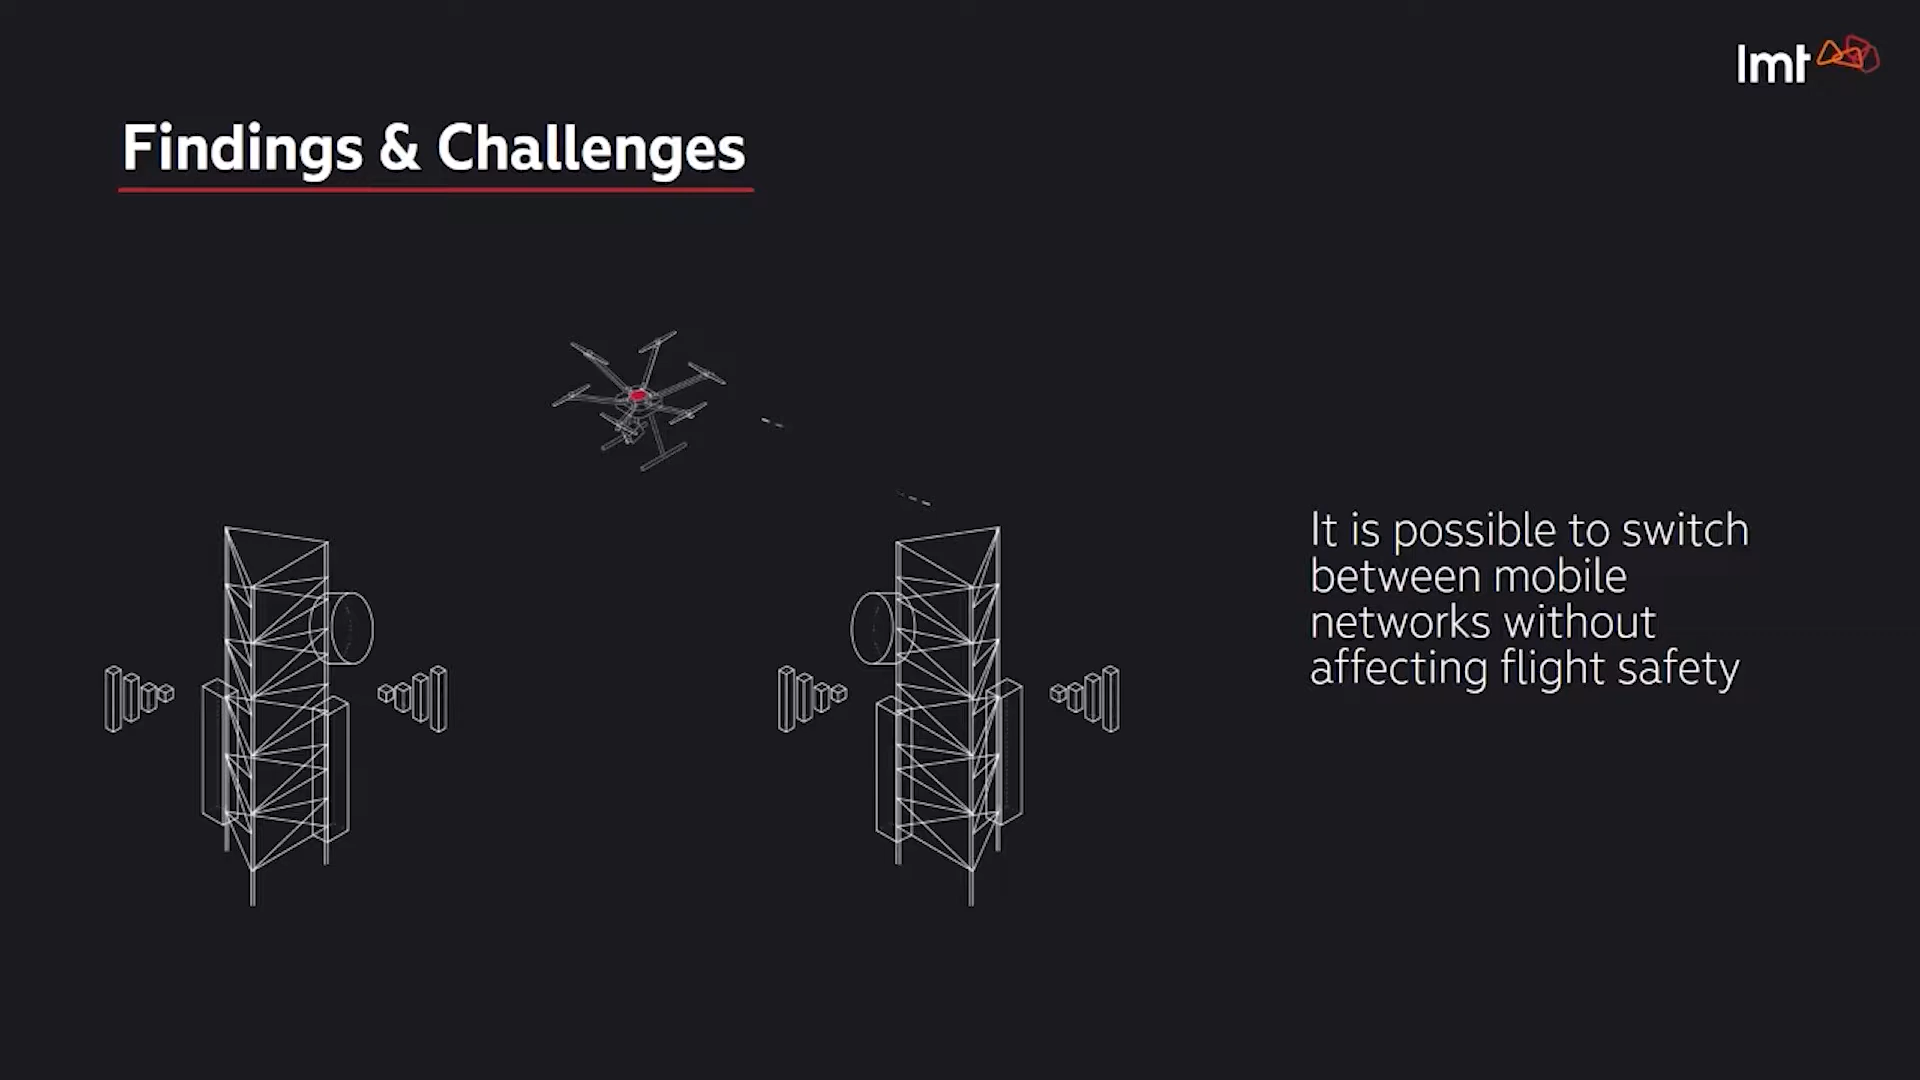 lmt
Findings & Challenges
It is possible to switch
between mobile
networks without
affecting flight safety